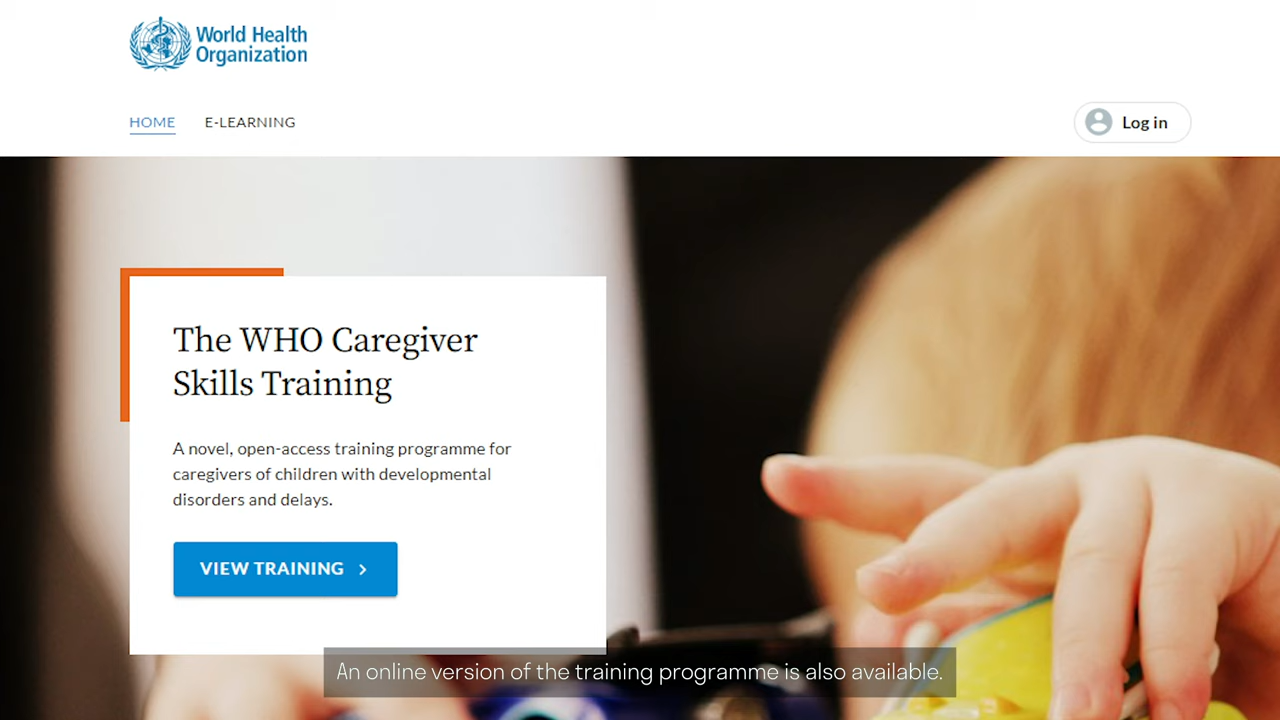 World Health
Organization
HOME
E-LEARNING
Log in
The WHO Caregiver
Skills Training
A novel, open-access training programme for
caregivers of children with developmental
disorders and delays.
VIEW TRAINING >
An online version of the training programme is also available.